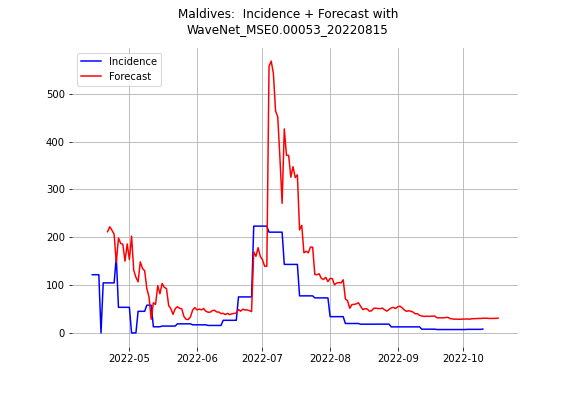 Maldives:  Incidence + Forecast with
WaveNet_MSE0.00053_20220815
Incidence
Forecast
500
400
300
200
100
0
2022-05 2022-06 2022-07 2022-08 2022-09 2022-10